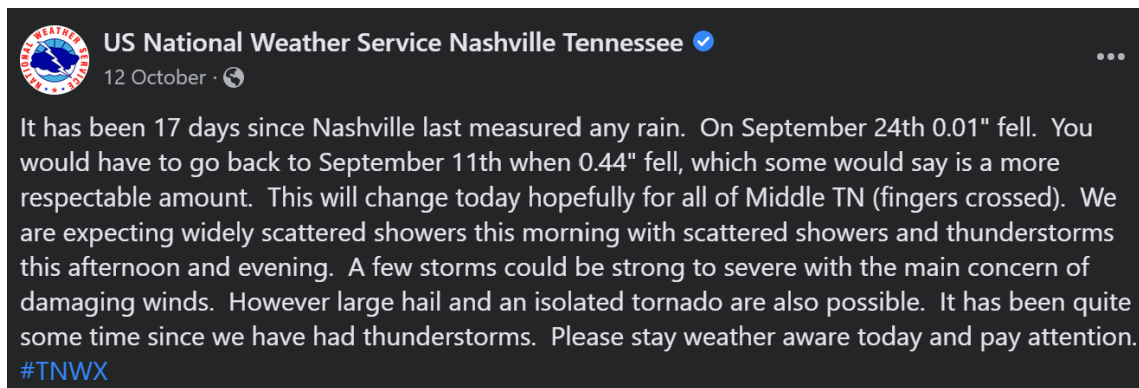 NATIONAL WEATHER SERVICE
US National Weather Service Nashville Tennessee
12 October ·
It has been 17 days since Nashville last measured any rain.  On September 24th 0.01" fell.  You
would have to go back to September 11th when 0.44" fell, which some would say is a more
respectable amount.  This will change today hopefully for all of Middle TN (fingers crossed).  We
are expecting widely scattered showers this morning with scattered showers and thunderstorms
this afternoon and evening.  A few storms could be strong to severe with the main concern of
damaging winds.  However large hail and an isolated tornado are also possible.  It has been quite
some time since we have had thunderstorms.  Please stay weather aware today and pay attention.
#TNWX